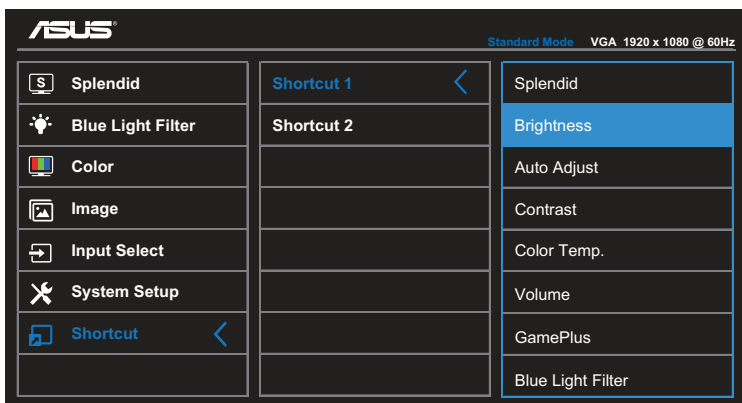 ASUS®
Standard Mode VGA 1920 x 1080 @ 60Hz
S Splendid
Blue Light Filter
Color
Image
Input Select
System Setup
Shortcut
Shortcut 1
Shortcut 2
Splendid
Brightness
Auto Adjust
Contrast
Color Temp.
Volume
GamePlus
Blue Light Filter